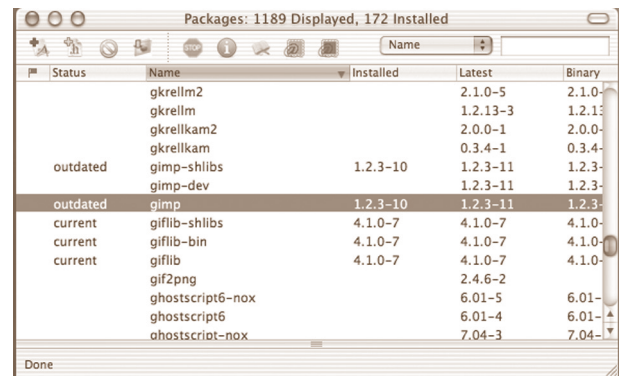 Packages: 1189 Displayed, 172 Installed
STOP Name
Status Name Installed Latest Binary
gkrellm2 2.1.0-5 2.1.0-
gkrellm 1.2.13-3 1.2.13
gkrellkam2 2.0.0-1 2.0.0-
gkrellkam 0.3.4-1 0.3.4-
outdated gimp-shlibs 1.2.3-10 1.2.3-11 1.2.3-
gimp-dev 1.2.3-11 1.2.3-
outdated gimp 1.2.3-10 1.2.3-11 1.2.3-
current giflib-shlibs 4.1.0-7 4.1.0-7 4.1.0-
current giflib-bin 4.1.0-7 4.1.0-7 4.1.0-
current giflib 4.1.0-7 4.1.0-7 4.1.0-
gif2png 2.4.6-2
ghostscript6-nox 6.01-5 6.01-
ghostscript6 6.01-4 6.01-
ghostscript-nox 7.04-3 7.04-
Done